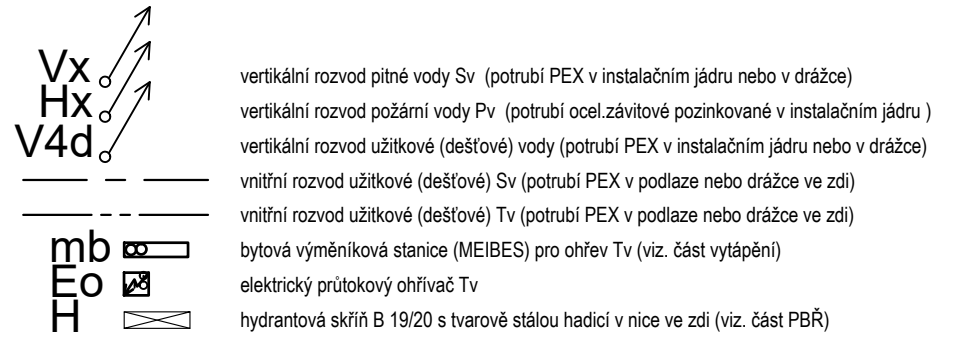 Vx vertikální rozvod pitné vody Sv (potrubí PEX v instalačním jádru nebo v drážce)
Hx vertikální rozvod požární vody Pv (potrubí ocel.závitové pozinkované v instalačním jádru )
V4d vertikální rozvod užitkové (dešťové) vody (potrubí PEX v instalačním jádru nebo v drážce)
vnitřní rozvod užitkové (dešťové) Sv (potrubí PEX v podlaze nebo drážce ve zdi)
vnitřní rozvod užitkové (dešťové) Tv (potrubí PEX v podlaze nebo drážce ve zdi)
mb bytová výměníková stanice (MEIBES) pro ohřev Tv (viz. část vytápění)
Eo elektrický průtokový ohřívač Tv
H hydrantová skříň B 19/20 s tvarově stálou hadicí v nice ve zdi (viz. část PBŘ)